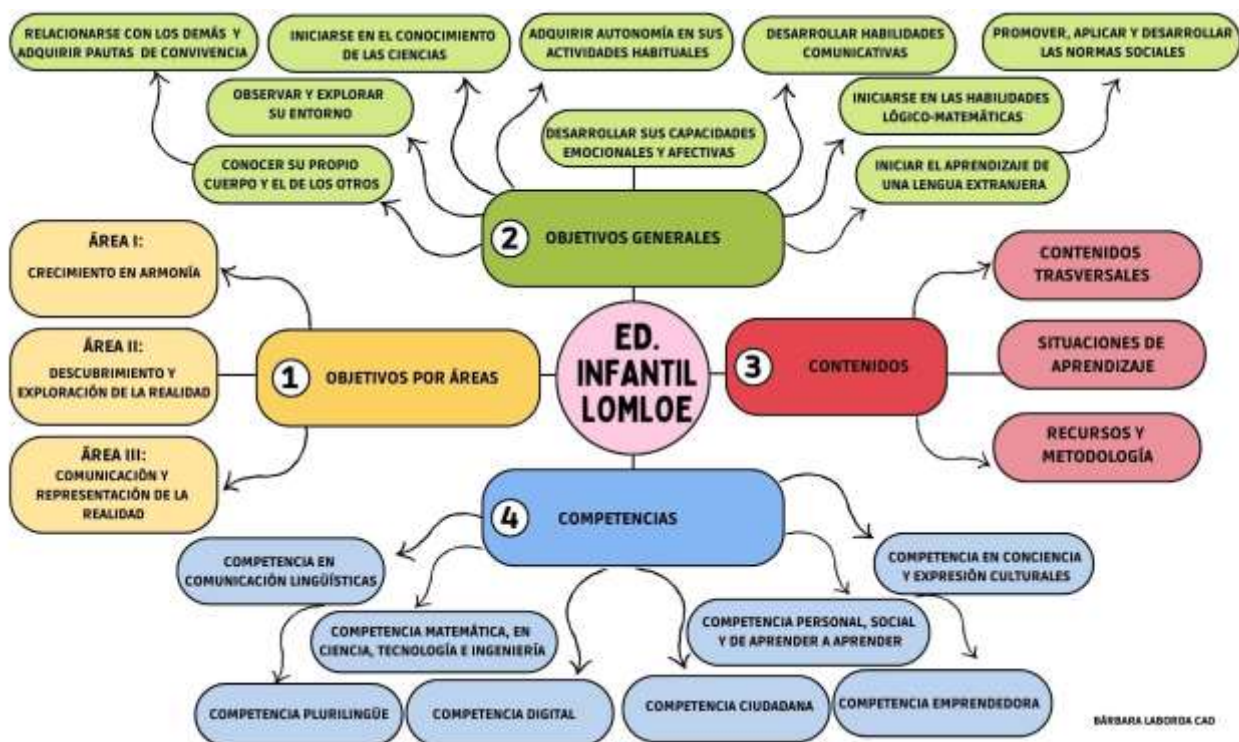 RELACIONARSE CON LOS DEMÁS Y
ADQUIRIR PAUTAS DE CONVIVENCIA
INICIARSE EN EL CONOCIMIENTO
DE LAS CIENCIAS
ADQUIRIR AUTONOMÍA EN SUS
ACTIVIDADES HABITUALES
DESARROLLAR HABILIDADES
COMUNICATIVAS
PROMOVER, APLICAR Y DESARROLLAR
LAS NORMAS SOCIALES
OBSERVAR Y EXPLORAR
SU ENTORNO
INICIARSE EN LAS HABILIDADES
LÓGICO-MATEMÁTICAS
DESARROLLAR SUS CAPACIDADES
EMOCIONALES Y AFECTIVAS
CONOCER SU PROPIO
CUERPO Y EL DE LOS OTROS
INICIAR EL APRENDIZAJE DE
UNA LENGUA EXTRANJERA
2 OBJETIVOS GENERALES
ÁREA I:
CRECIMIENTO EN ARMONÍA
ÁREA II:
DESCUBRIMIENTO Y
EXPLORACIÓN DE LA REALIDAD
ÁREA III:
COMUNICACIÓN Y
REPRESENTACIÓN DE LA
REALIDAD
1 OBJETIVOS POR ÁREAS
ED.
INFANTIL
LOMLOE
3 CONTENIDOS
CONTENIDOS
TRASVERSALES
SITUACIONES DE
APRENDIZAJE
RECURSOS Y
METODOLOGÍA
4 COMPETENCIAS
COMPETENCIA EN
COMUNICACIÓN LINGÜÍSTICAS
COMPETENCIA EN CONCIENCIA
Y EXPRESIÓN CULTURALES
COMPETENCIA MATEMÁTICA, EN
CIENCIA, TECNOLOGÍA E INGENIERÍA
COMPETENCIA PERSONAL, SOCIAL
Y DE APRENDER A APRENDER
COMPETENCIA PLURILINGÜE
COMPETENCIA DIGITAL
COMPETENCIA CIUDADANA
COMPETENCIA EMPRENDEDORA
BÁRBARA LABORDA CAO